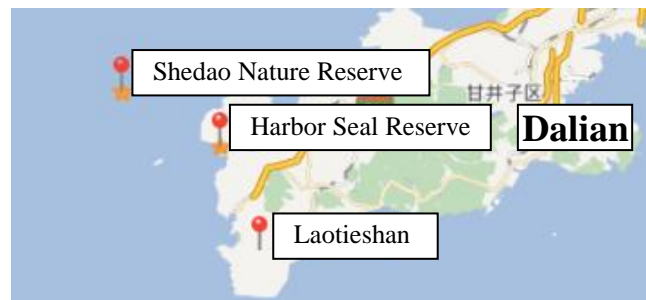 Shedao Nature Reserve
甘井子区
Harbor Seal Reserve
Dalian
Laotieshan